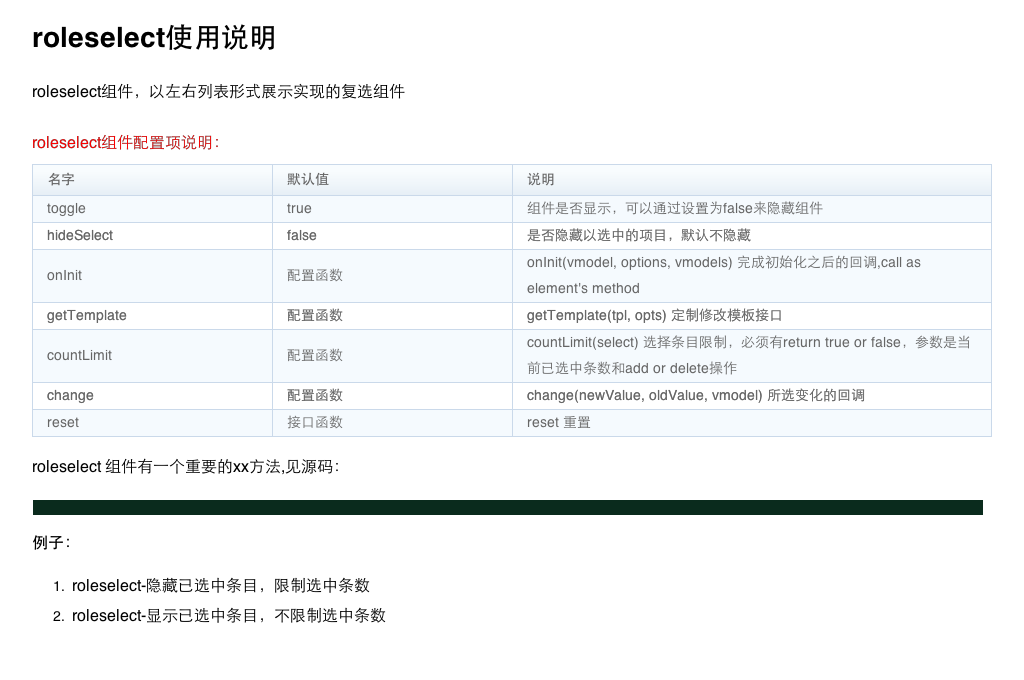 roleselect使用说明
roleselect组件，以左右列表形式展示实现的复选组件
roleselect组件配置项说明：
名字 默认值 说明
toggle true 组件是否显示，可以通过设置为false来隐藏组件
hideSelect false 是否隐藏以选中的项目，默认不隐藏
onInit 配置函数 onInit(vmodel, options, vmodels) 完成初始化之后的回调,call as
element's method
getTemplate 配置函数 getTemplate(tpl, opts) 定制修改模板接口
countLimit 配置函数 countLimit(select) 选择条目限制，必须有return true or false，参数是当
前已选中条数和add or delete操作
change 配置函数 change(newValue, oldValue, vmodel) 所选变化的回调
reset 接口函数 reset 重置
roleselect 组件有一个重要的xx方法,见源码：
例子：
1. roleselect-隐藏已选中条目，限制选中条数
2. roleselect-显示已选中条目，不限制选中条数